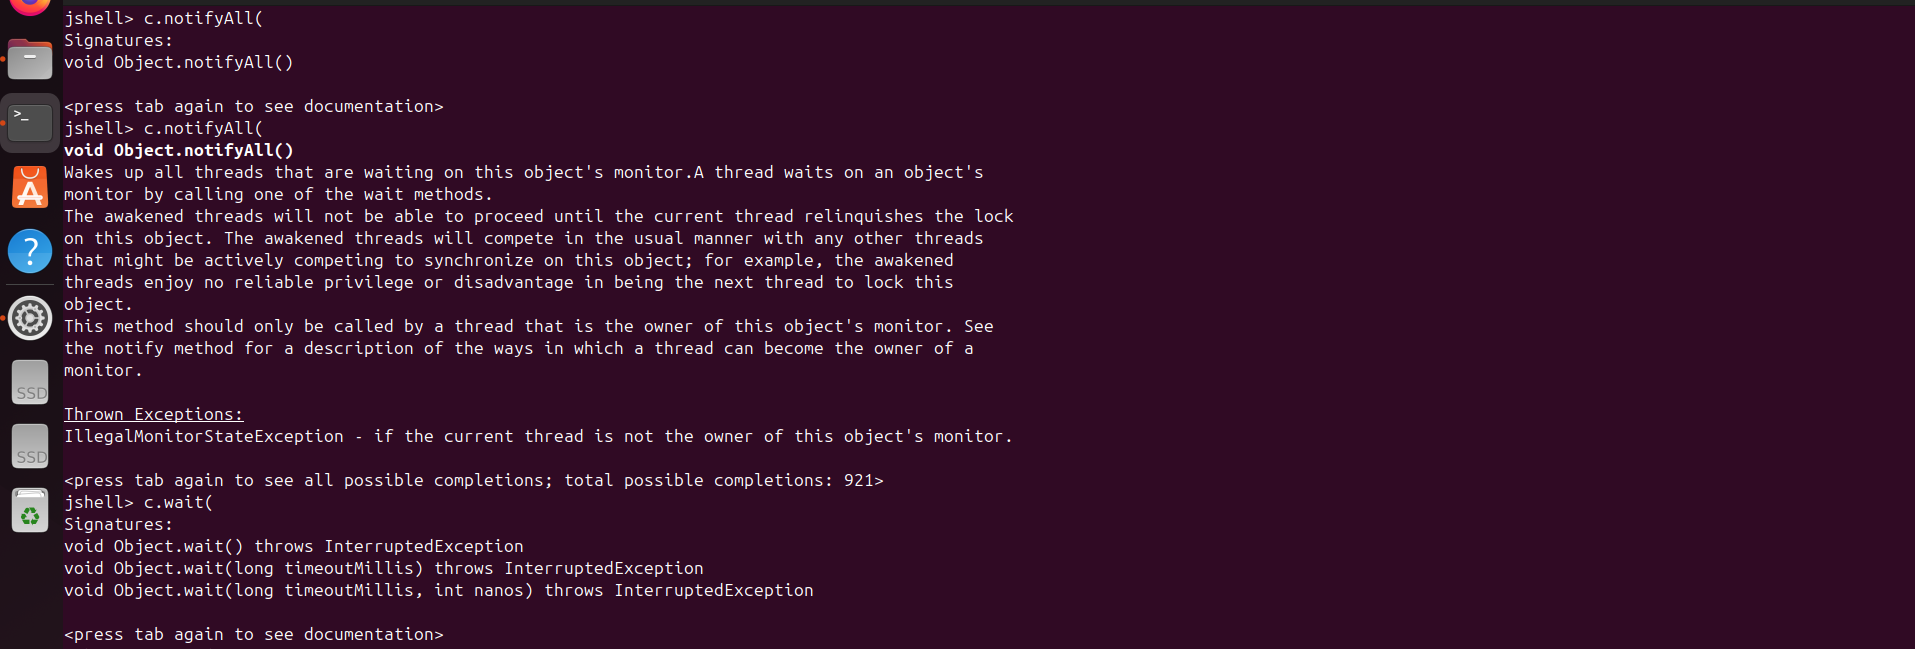 jshell> c.notifyAll(
Signatures:
void Object.notifyAll()
<press tab again to see documentation>
jshell> c.notifyAll(
void Object.notifyAll()
Wakes up all threads that are waiting on this object's monitor.A thread waits on an object's
monitor by calling one of the wait methods.
The awakened threads will not be able to proceed until the current thread relinquishes the lock
on this object. The awakened threads will compete in the usual manner with any other threads
that might be actively competing to synchronize on this object; for example, the awakened
threads enjoy no reliable privilege or disadvantage in being the next thread to lock this
object.
This method should only be called by a thread that is the owner of this object's monitor. See
the notify method for a description of the ways in which a thread can become the owner of a
monitor.
Thrown Exceptions:
IllegalMonitorStateException - if the current thread is not the owner of this object's monitor.
<press tab again to see all possible completions; total possible completions: 921>
jshell> c.wait(
Signatures:
void Object.wait() throws InterruptedException
void Object.wait(long timeoutMillis) throws InterruptedException
void Object.wait(long timeoutMillis, int nanos) throws InterruptedException
<press tab again to see documentation>
>_
?
SSD
SSD